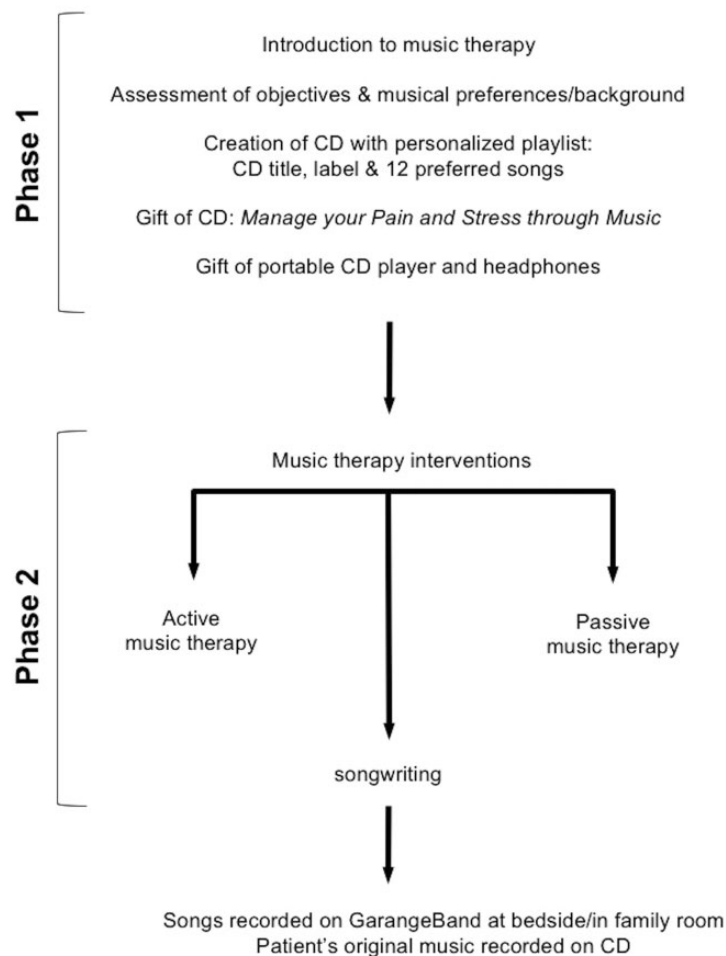 Phase 1
Introduction to music therapy
Assessment of objectives & musical preferences/background
Creation of CD with personalized playlist:
CD title, label & 12 preferred songs
Gift of CD: Manage your Pain and Stress through Music
Gift of portable CD player and headphones
Phase 2
Music therapy interventions
Active
music therapy
Passive
music therapy
songwriting
Songs recorded on GarangeBand at bedside/in family room
Patient's original music recorded on CD